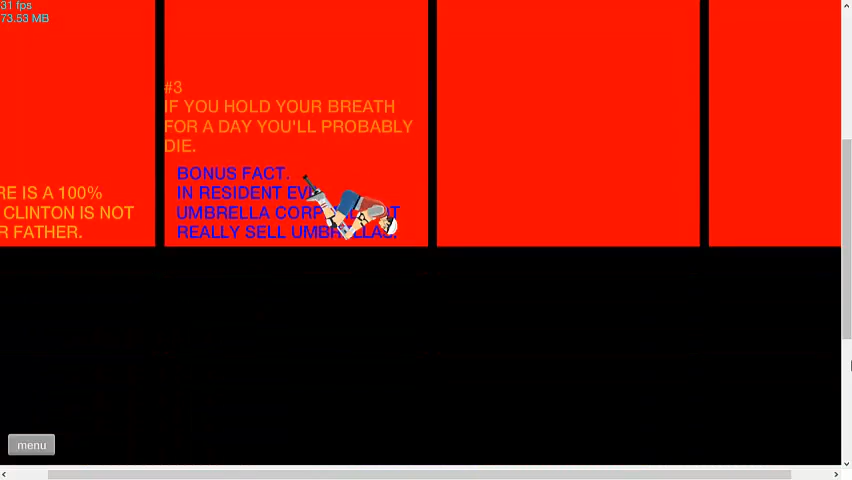 31 fps
73.53 MB
#3
IF YOU HOLD YOUR BREATH
FOR A DAY YOU'LL PROBABLY
DIE.
BONUS FACT.
IN RESIDENT
UMBRELLA
REALLY SELL UMBRELLAS.
RE IS A 100%
CLINTON IS NOT
R FATHER.
menu